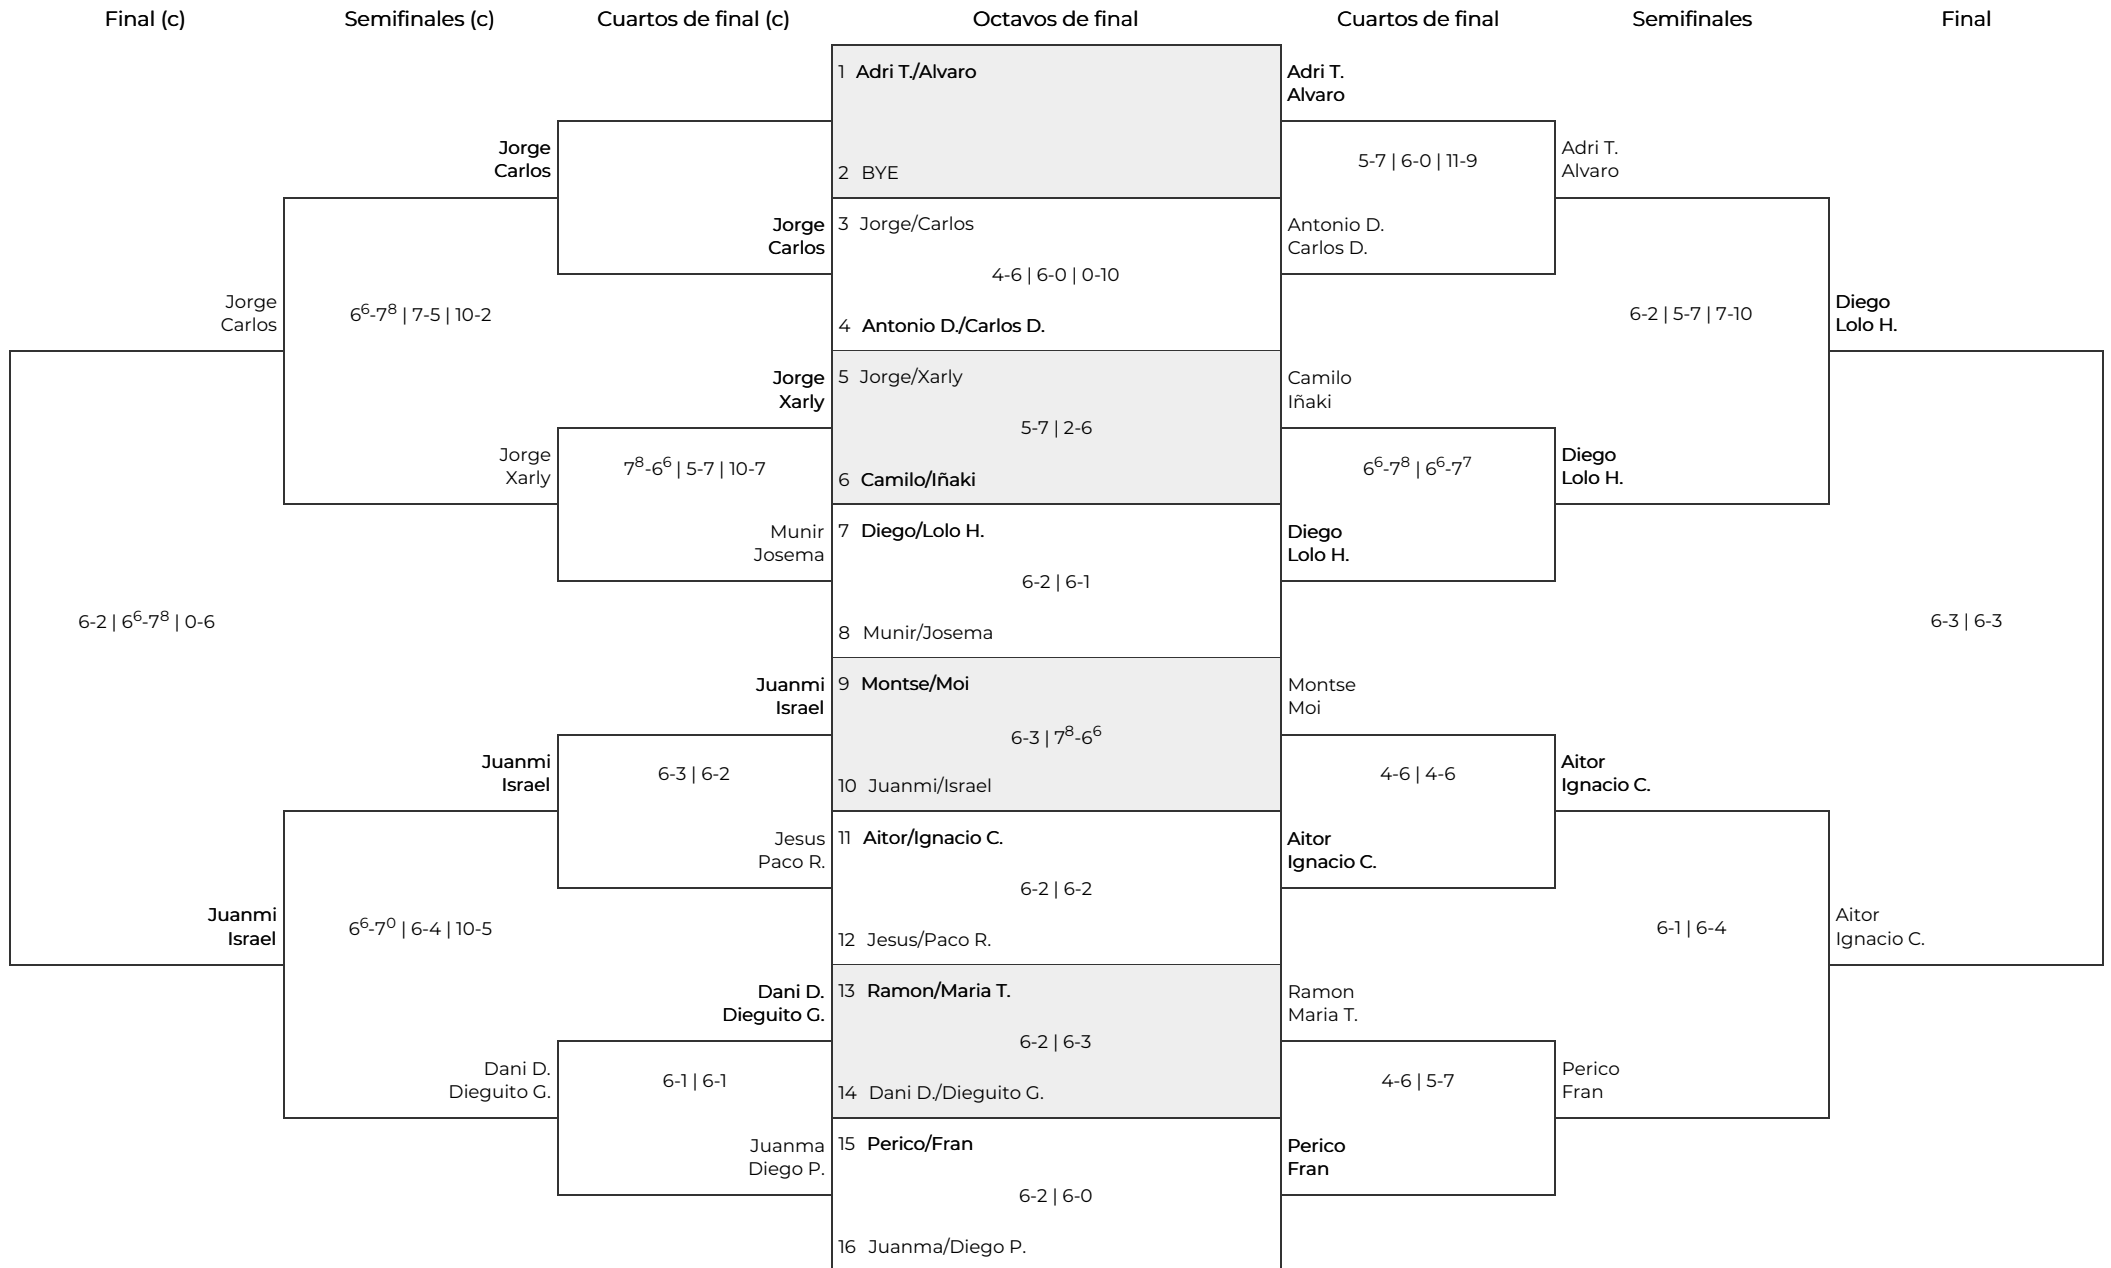 Final (c)
Semifinales (c)
Cuartos de final (c)
Octavos de final
Cuartos de final
Semifinales
Final
1 Adri T./Alvaro
2 BYE
3 Jorge/Carlos
4-6 | 6-0 | 0-10
4 Antonio D./Carlos D.
5 Jorge/Xarly
5-7 | 2-6
6 Camilo/Iñaki
7 Diego/Lolo H.
6-2 | 6-1
8 Munir/Josema
9 Montse/Moi
6-3 | 7⁸-6⁶
10 Juanmi/Israel
11 Aitor/Ignacio C.
6-2 | 6-2
12 Jesus/Paco R.
13 Ramon/Maria T.
6-2 | 6-3
14 Dani D./Dieguito G.
15 Perico/Fran
6-2 | 6-0
16 Juanma/Diego P.
Jorge
Carlos
Jorge
Xarly
7⁸-6⁶ | 5-7 | 10-7
Munir
Josema
Juanmi
Israel
6-3 | 6-2
Jesus
Paco R.
Dani D.
Dieguito G.
6-1 | 6-1
Juanma
Diego P.
Jorge
Carlos
6⁶-7⁸ | 7-5 | 10-2
Jorge
Xarly
Juanmi
Israel
6⁶-7⁰ | 6-4 | 10-5
Dani D.
Dieguito G.
Jorge
Carlos
6-2 | 6⁶-7⁸ | 0-6
Juanmi
Israel
Adri T.
Alvaro
5-7 | 6-0 | 11-9
Antonio D.
Carlos D.
Camilo
Iñaki
6⁶-7⁸ | 6⁶-7⁷
Diego
Lolo H.
Montse
Moi
4-6 | 4-6
Aitor
Ignacio C.
Ramon
Maria T.
4-6 | 5-7
Perico
Fran
Adri T.
Alvaro
6-2 | 5-7 | 7-10
Diego
Lolo H.
Aitor
Ignacio C.
6-1 | 6-4
Perico
Fran
Diego
Lolo H.
6-3 | 6-3
Aitor
Ignacio C.